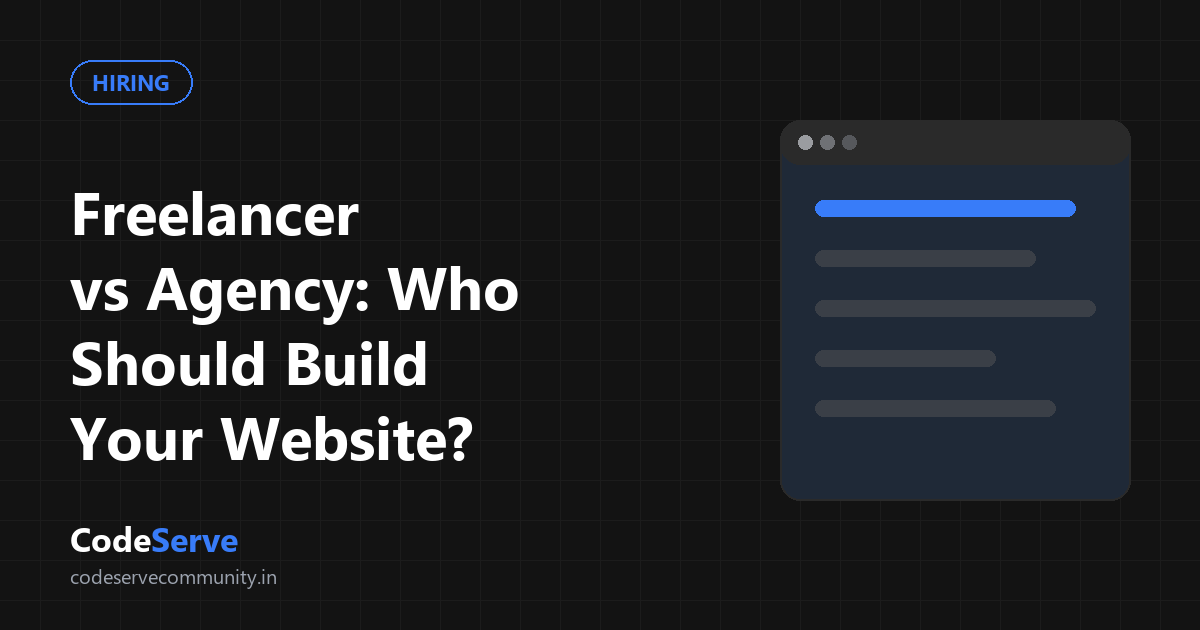 HIRING
Freelancer
vs Agency: Who
Should Build
Your Website?
CodeServe
codeservecommunity.in